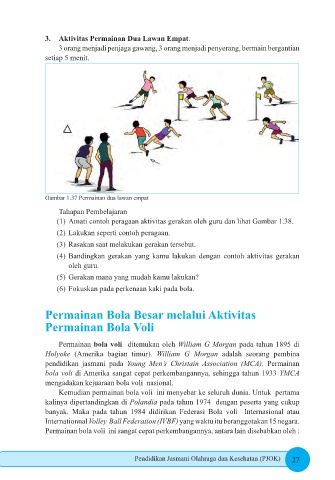 3. Aktivitas Permainan Dua Lawan Empat.
3 orang menjadi penjaga gawang, 3 orang menjadi penyerang, bermain bergantian
setiap 5 menit.
Gambar 1.37 Permainan dua lawan empat
Tahapan Pembelajaran
(1) Amati contoh peragaan aktivitas gerakan oleh guru dan lihat Gambar 1.38.
(2) Lakukan seperti contoh peragaan.
(3) Rasakan saat melakukan gerakan tersebut.
(4) Bandingkan gerakan yang kamu lakukan dengan contoh aktivitas gerakan
oleh guru.
(5) Gerakan mana yang mudah kamu lakukan?
(6) Fokuskan pada perkenaan kaki pada bola.
Permainan Bola Besar melalui Aktivitas
Permainan Bola Voli
Permainan bola voli ditemukan oleh William G Morgan pada tahun 1895 di
Holyoke (Amerika bagian timur). William G Morgan adalah seorang pembina
pendidikan jasmani pada Young Men's Christain Association (MCA). Permainan
bola voli di Amerika sangat cepat perkembangannya, sehingga tahun 1933 YMCA
mengadakan kejuaraan bola voli nasional.
Kemudian permainan bola voli ini menyebar ke seluruh dunia. Untuk pertama
kalinya dipertandingkan di Polandia pada tahun 1974 dengan peserta yang cukup
banyak. Maka pada tahun 1984 didirikan Federasi Bola voli Internasional atau
Internationnal Volley Ball Federation (IVBF) yang waktu itu beranggotakan 15 negara.
Permainan bola voli ini sangat cepat perkembangannya, antara lain disebabkan oleh :
Pendidikan Jasmani Olahraga dan Kesehatan (PJOK) 27